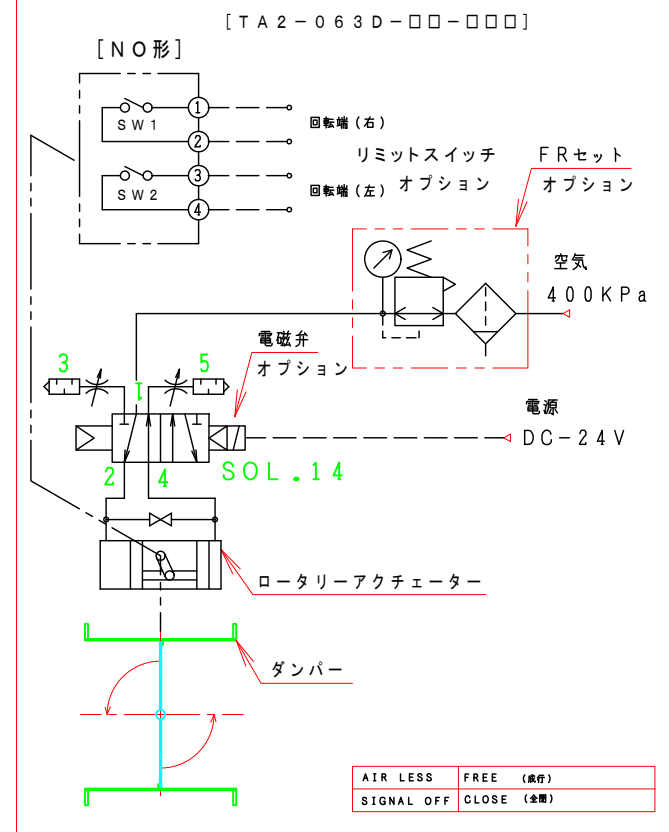 [TA2-063D-□□-□□□]
[NO形]
SW1
1
2
回転端(右)
SW2
3
4
回転端(左)
リミットスイッチ
オプション
FRセット
オプション
空気
400KPa
電磁弁
オプション
3
1
5
電源
DC-24V
2
4
SOL.14
ロータリーアクチェーター
ダンパー
AIR LESS FREE (成行)
SIGNAL OFF CLOSE (全閉)